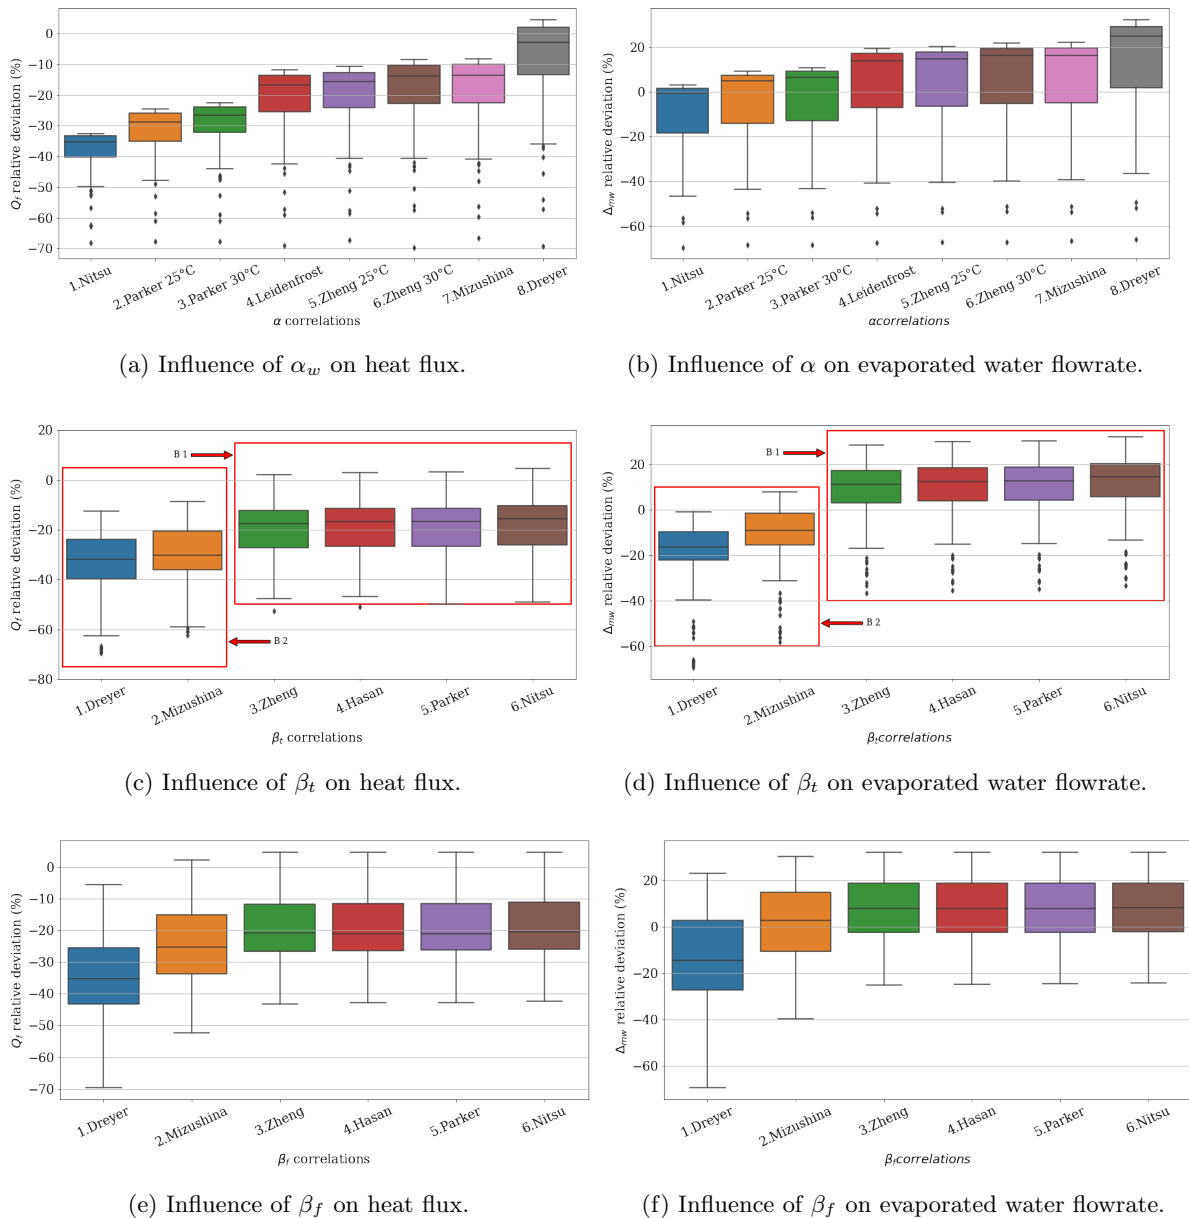 0
−10
−20
−30
−40
−50
−60
−70
Q_f relative deviation (%)
1.Nitsu
2.Parker 25°C
3.Parker 30°C
4.Leidenfrost
5.Zheng 25°C
6.Zheng 30°C
7.Mizushina
8.Dreyer
α correlations
(a) Influence of α_w on heat flux.
20
0
−20
−40
−60
Δ_mw relative deviation (%)
1.Nitsu
2.Parker 25°C
3.Parker 30°C
4.Leidenfrost
5.Zheng 25°C
6.Zheng 30°C
7.Mizushina
8.Dreyer
αcorrelations
(b) Influence of α on evaporated water flowrate.
20
0
−20
−40
−60
−80
Q_f relative deviation (%)
B 1
B 2
1.Dreyer
2.Mizushina
3.Zheng
4.Hasan
5.Parker
6.Nitsu
β_t correlations
(c) Influence of β_t on heat flux.
20
0
−20
−40
−60
Δ_mw relative deviation (%)
B 1
B 2
1.Dreyer
2.Mizushina
3.Zheng
4.Hasan
5.Parker
6.Nitsu
β_tcorrelations
(d) Influence of β_t on evaporated water flowrate.
0
−10
−20
−30
−40
−50
−60
−70
Q_f relative deviation (%)
1.Dreyer
2.Mizushina
3.Zheng
4.Hasan
5.Parker
6.Nitsu
β_f correlations
(e) Influence of β_f on heat flux.
20
0
−20
−40
−60
Δ_mw relative deviation (%)
1.Dreyer
2.Mizushina
3.Zheng
4.Hasan
5.Parker
6.Nitsu
β_fcorrelations
(f) Influence of β_f on evaporated water flowrate.